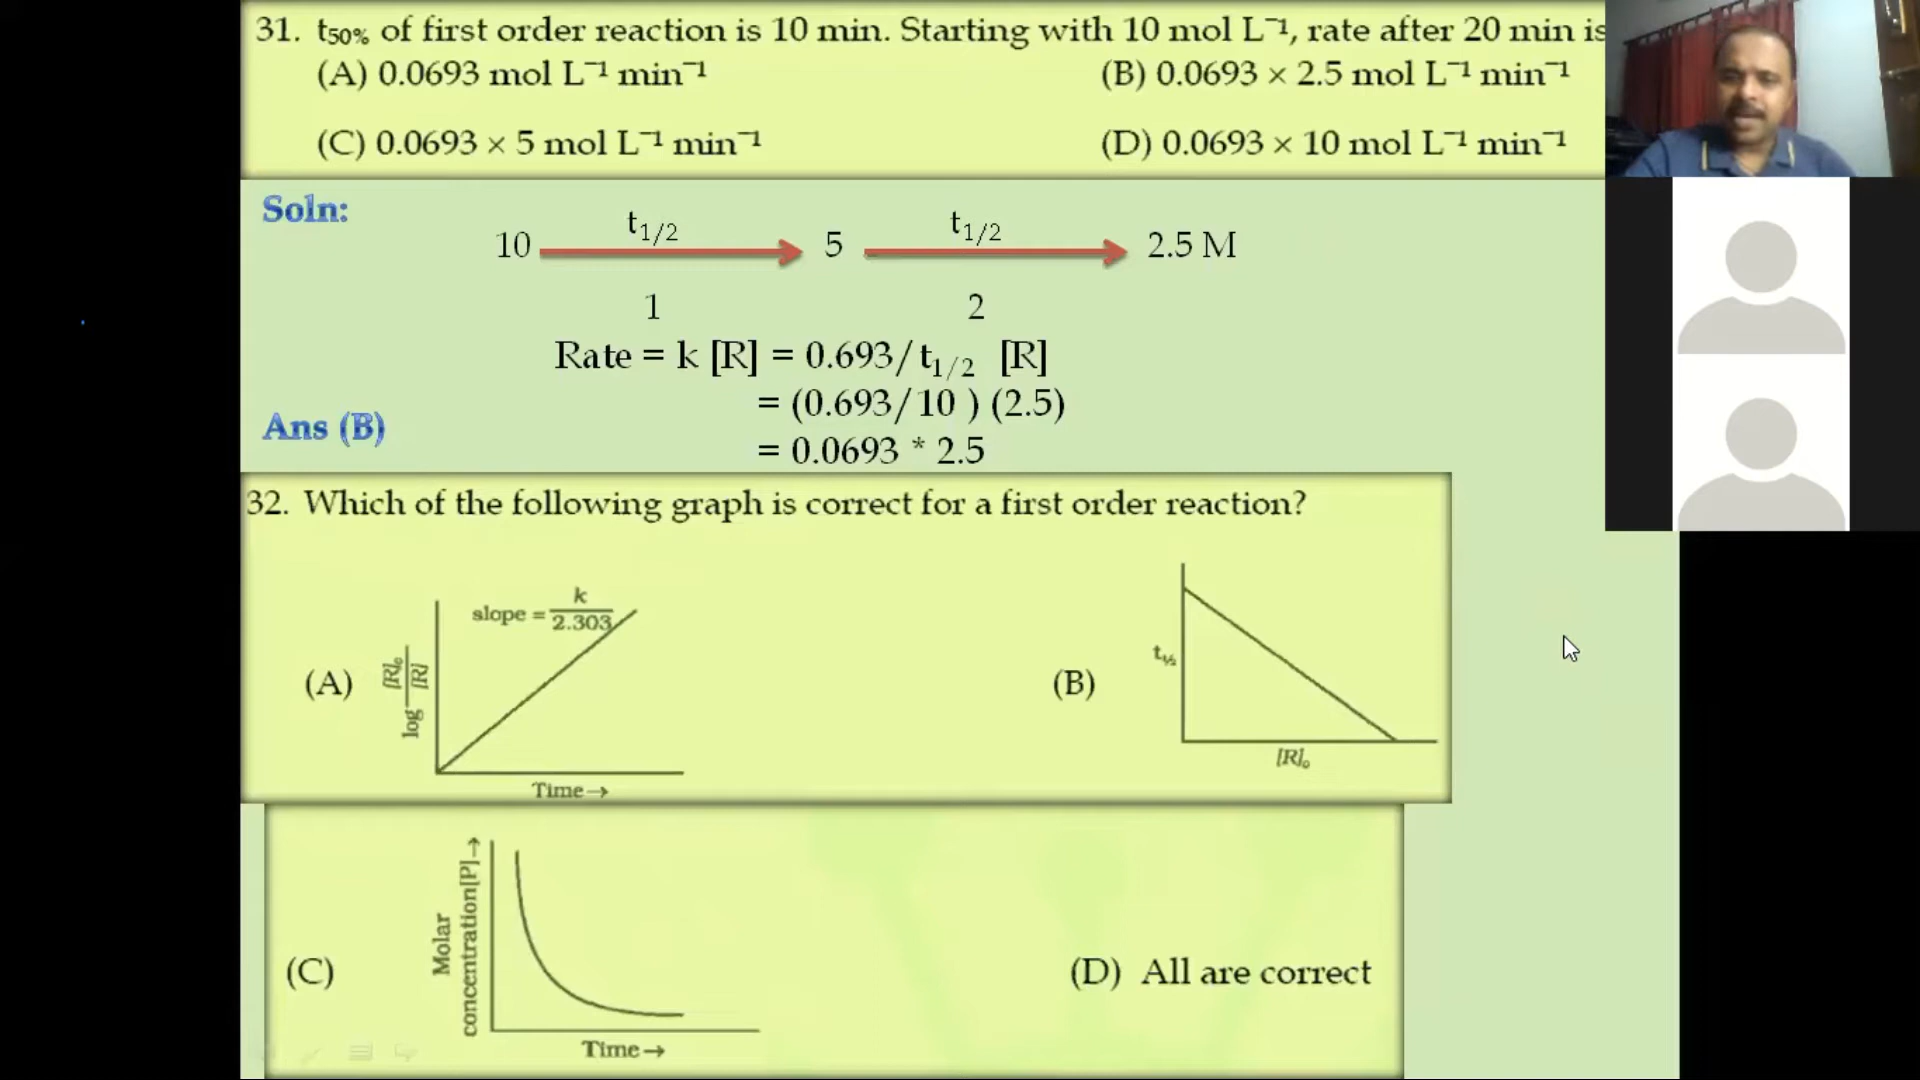 31. t50% of first order reaction is 10 min. Starting with 10 mol L⁻¹, rate after 20 min is
(A) 0.0693 mol L⁻¹ min⁻¹
(B) 0.0693 × 2.5 mol L⁻¹ min⁻¹
(C) 0.0693 × 5 mol L⁻¹ min⁻¹
(D) 0.0693 × 10 mol L⁻¹ min⁻¹
Soln:
t1/2
t1/2
10
5
2.5 M
1
2
Rate = k [R] = 0.693/t1/2 [R]
= (0.693/10 ) (2.5)
Ans (B)
= 0.0693 * 2.5
32. Which of the following graph is correct for a first order reaction?
(A)
slope = k/2.303
log [R]₀/[R]
Time→
(B)
t½
[R]₀
(C)
Molar
concentration[P]→
Time→
(D) All are correct